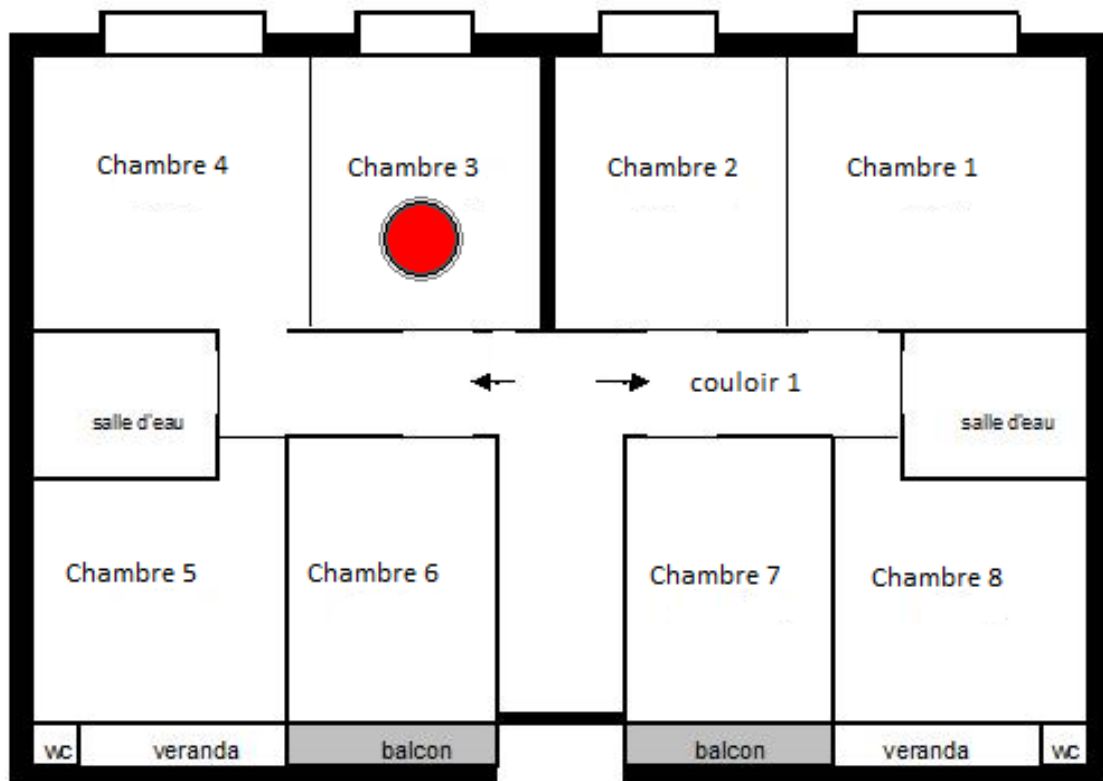 Chambre 4
Chambre 3
Chambre 2
Chambre 1
couloir 1
salle d'eau
salle d'eau
Chambre 5
Chambre 6
Chambre 7
Chambre 8
wc
veranda
balcon
balcon
veranda
wc